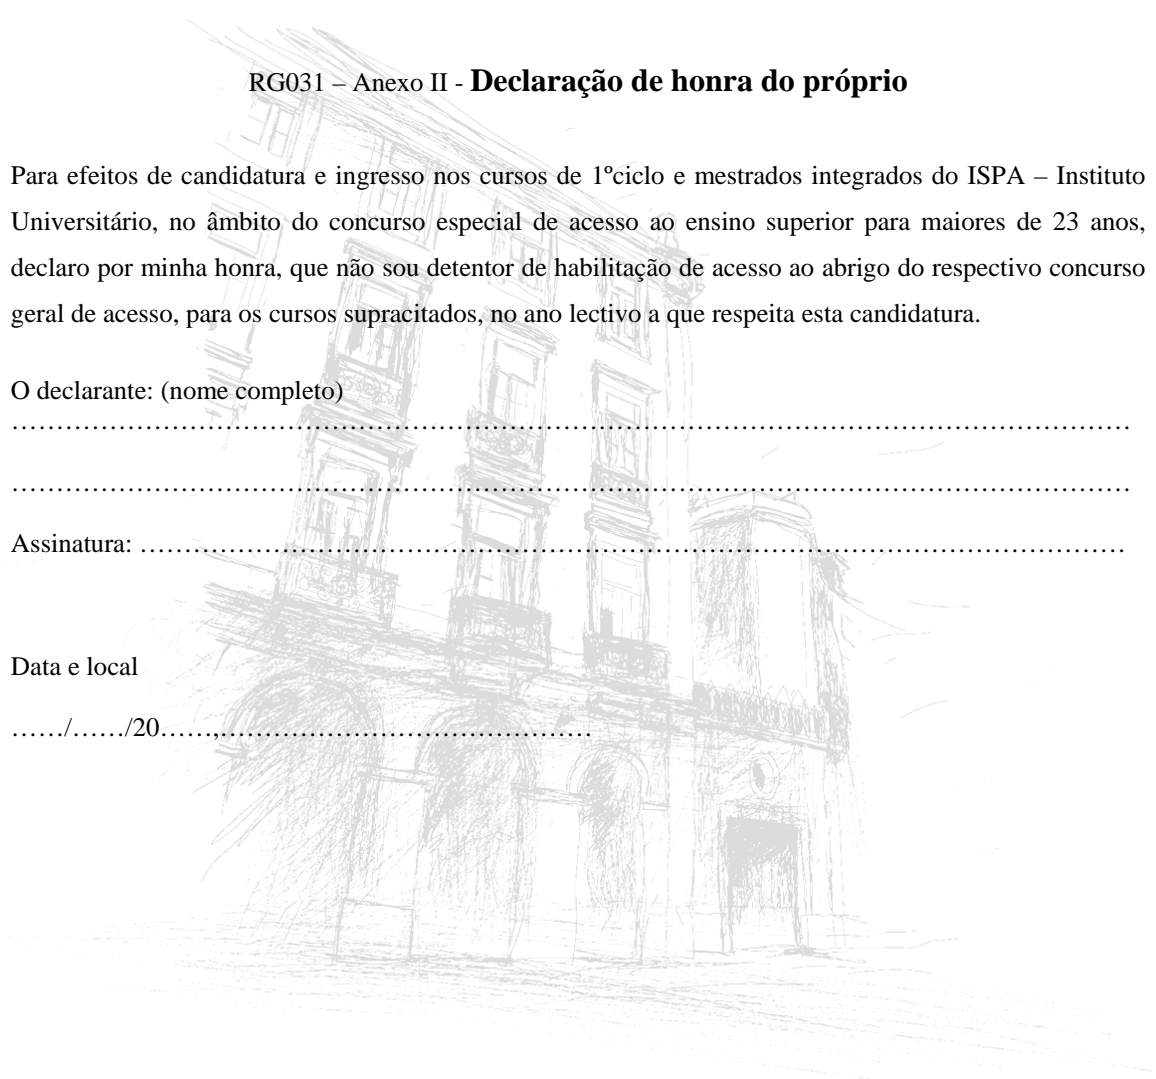 RG031 – Anexo II - Declaração de honra do próprio
Para efeitos de candidatura e ingresso nos cursos de 1ºciclo e mestrados integrados do ISPA – Instituto
Universitário, no âmbito do concurso especial de acesso ao ensino superior para maiores de 23 anos,
declaro por minha honra, que não sou detentor de habilitação de acesso ao abrigo do respectivo concurso
geral de acesso, para os cursos supracitados, no ano lectivo a que respeita esta candidatura.
O declarante: (nome completo)
………………………………………………………………………………………………………………
………………………………………………………………………………………………………………
Assinatura: …………………………………………………………………………………………………
Data e local
……/……/20……,……………………………………